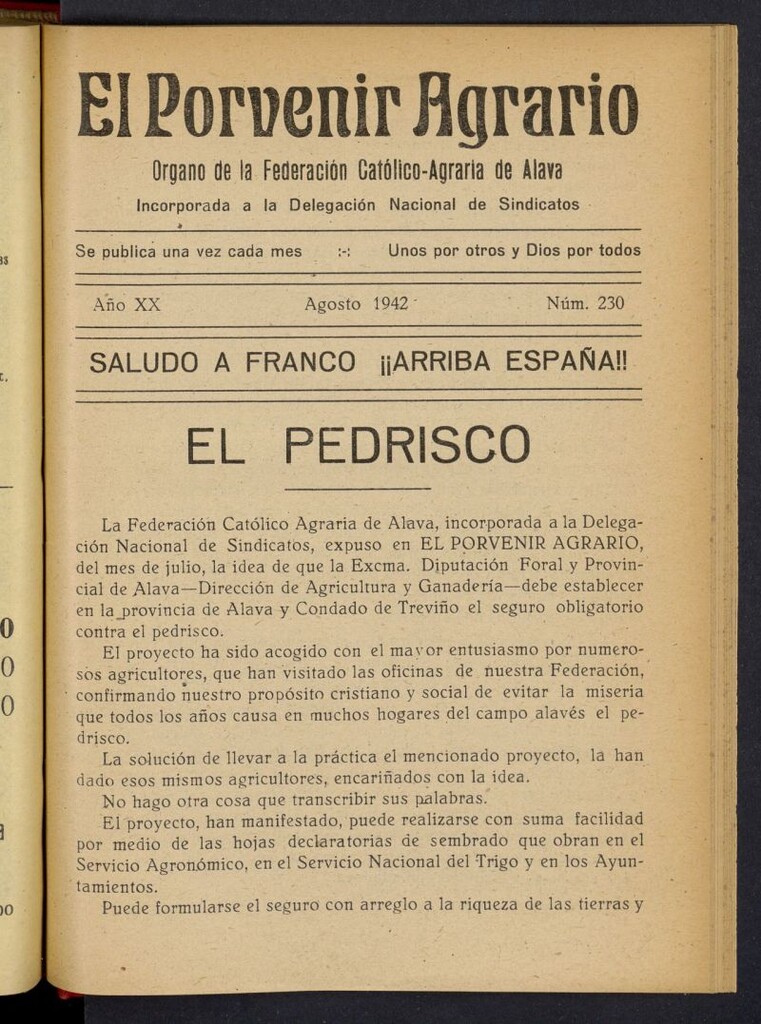 El Porvenir Agrario
Organo de la Federación Católico-Agraria de Alava
Incorporada a la Delegación Nacional de Sindicatos
Se publica una vez cada mes :-: Unos por otros y Dios por todos
Año XX Agosto 1942 Núm. 230
SALUDO A FRANCO ¡¡ARRIBA ESPAÑA!!
EL PEDRISCO
La Federación Católico Agraria de Alava, incorporada a la Delega-
ción Nacional de Sindicatos, expuso en EL PORVENIR AGRARIO,
del mes de julio, la idea de que la Excma. Diputación Foral y Provin-
cial de Alava—Dirección de Agricultura y Ganadería—debe establecer
en la provincia de Alava y Condado de Treviño el seguro obligatorio
contra el pedrisco.
El proyecto ha sido acogido con el mayor entusiasmo por numero-
sos agricultores, que han visitado las oficinas de nuestra Federación,
confirmando nuestro propósito cristiano y social de evitar la miseria
que todos los años causa en muchos hogares del campo alavés el pe-
drisco.
La solución de llevar a la práctica el mencionado proyecto, la han
dado esos mismos agricultores, encariñados con la idea.
No hago otra cosa que transcribir sus palabras.
El proyecto, han manifestado, puede realizarse con suma facilidad
por medio de las hojas declaratorias de sembrado que obran en el
Servicio Agronómico, en el Servicio Nacional del Trigo y en los Ayun-
tamientos.
Puede formularse el seguro con arreglo a la riqueza de las tierras y